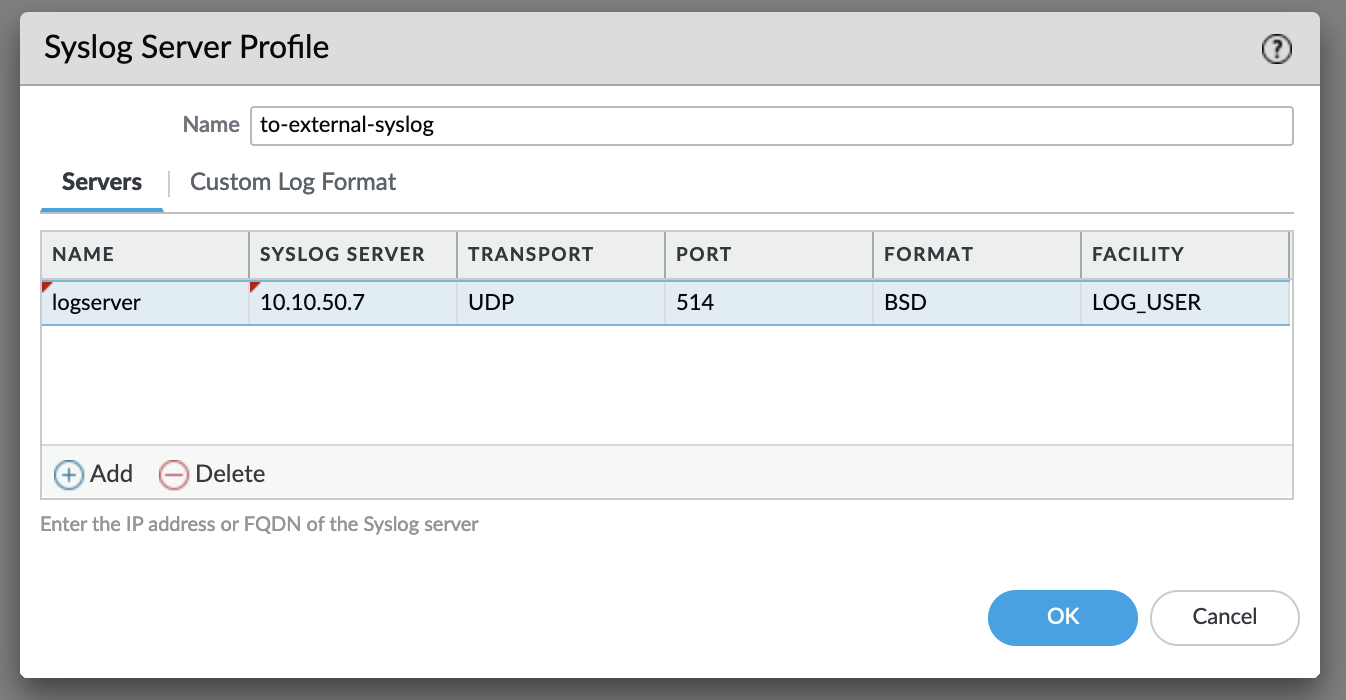 Syslog Server Profile
Name to-external-syslog
Servers Custom Log Format
NAME SYSLOG SERVER TRANSPORT PORT FORMAT FACILITY
logserver 10.10.50.7 UDP 514 BSD LOG_USER
Add Delete
Enter the IP address or FQDN of the Syslog server
OK Cancel